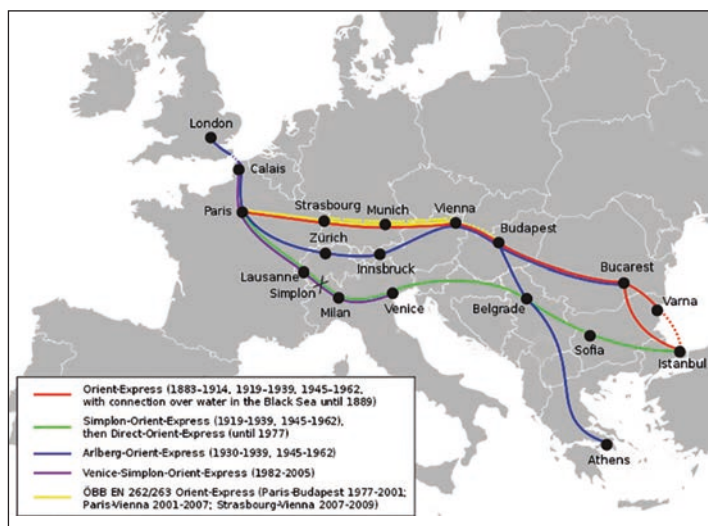 London
Calais
Paris
Strasbourg
Munich
Vienna
Budapest
Zürich
Innsbruck
Lausanne
Simplon
Milan
Venice
Belgrade
Bucarest
Varna
Sofia
Istanbul
Athens
Orient-Express (1883-1914, 1919-1939, 1945-1962,
with connection over water in the Black Sea until 1889)
Simplon-Orient-Express (1919-1939, 1945-1962),
then Direct-Orient-Express (until 1977)
Arlberg-Orient-Express (1930-1939, 1945-1962)
Venice-Simplon-Orient-Express (1982-2005)
ÖBB EN 262/263 Orient-Express (Paris-Budapest 1977-2001;
Paris-Vienna 2001-2007; Strasbourg-Vienna 2007-2009)